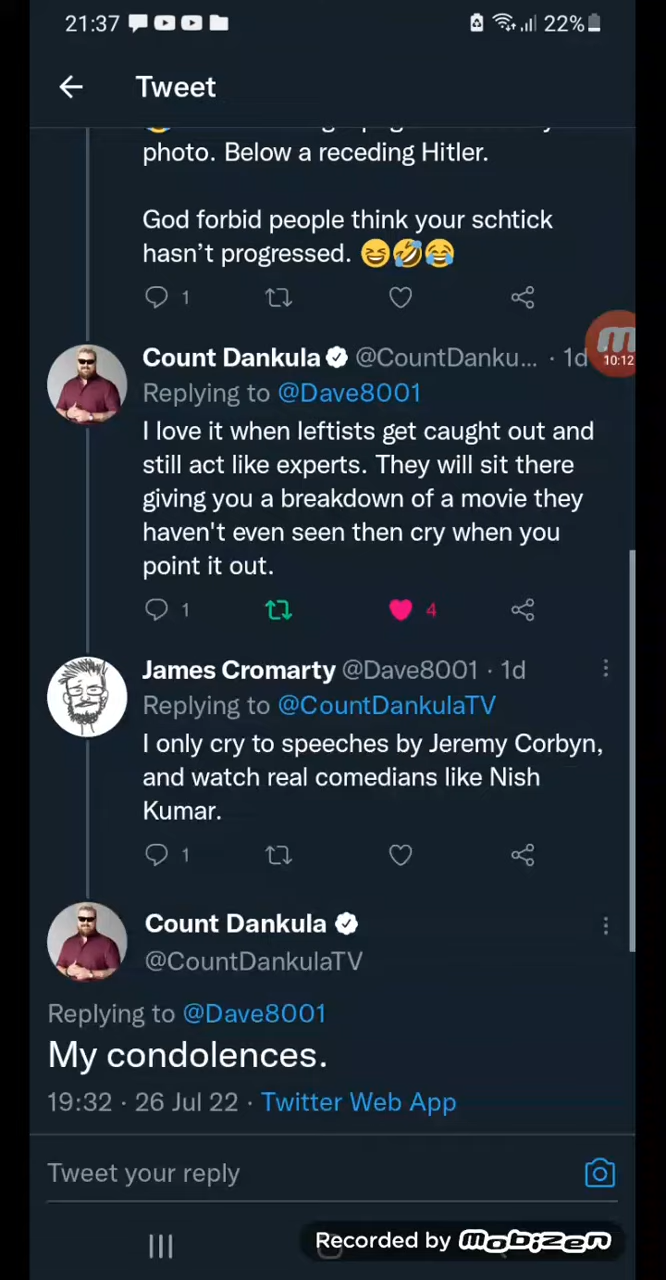 21:37 22%
Tweet
photo. Below a receding Hitler.
God forbid people think your schtick
hasn't progressed. 😆🤣😂
1
Count Dankula @CountDanku... · 1d
10:12
Replying to @Dave8001
I love it when leftists get caught out and
still act like experts. They will sit there
giving you a breakdown of a movie they
haven't even seen then cry when you
point it out.
1 4
James Cromarty @Dave8001 · 1d
Replying to @CountDankulaTV
I only cry to speeches by Jeremy Corbyn,
and watch real comedians like Nish
Kumar.
1
Count Dankula
@CountDankulaTV
Replying to @Dave8001
My condolences.
19:32 · 26 Jul 22 · Twitter Web App
Tweet your reply
Recorded by mobizen